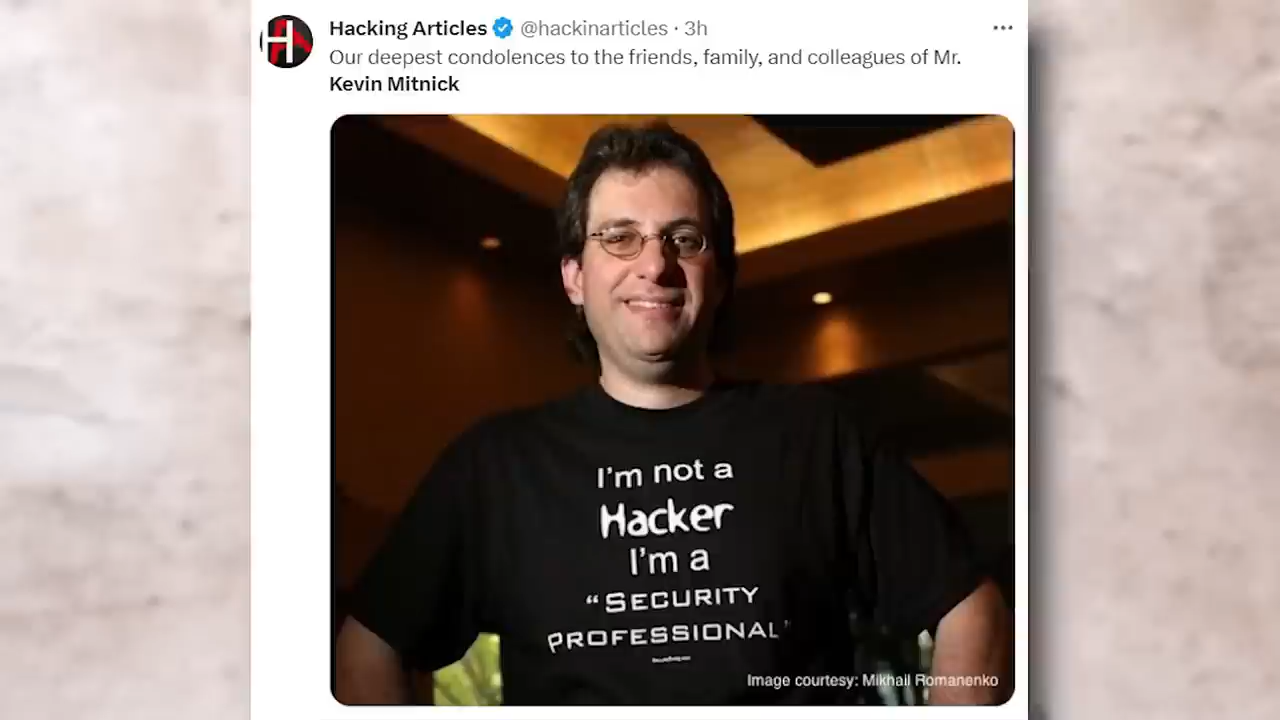 Hacking Articles @hackinarticles · 3h
Our deepest condolences to the friends, family, and colleagues of Mr.
Kevin Mitnick
I'm not a
Hacker
I'm a
"SECURITY
PROFESSIONAL"
Image courtesy: Mikhail Romanenko